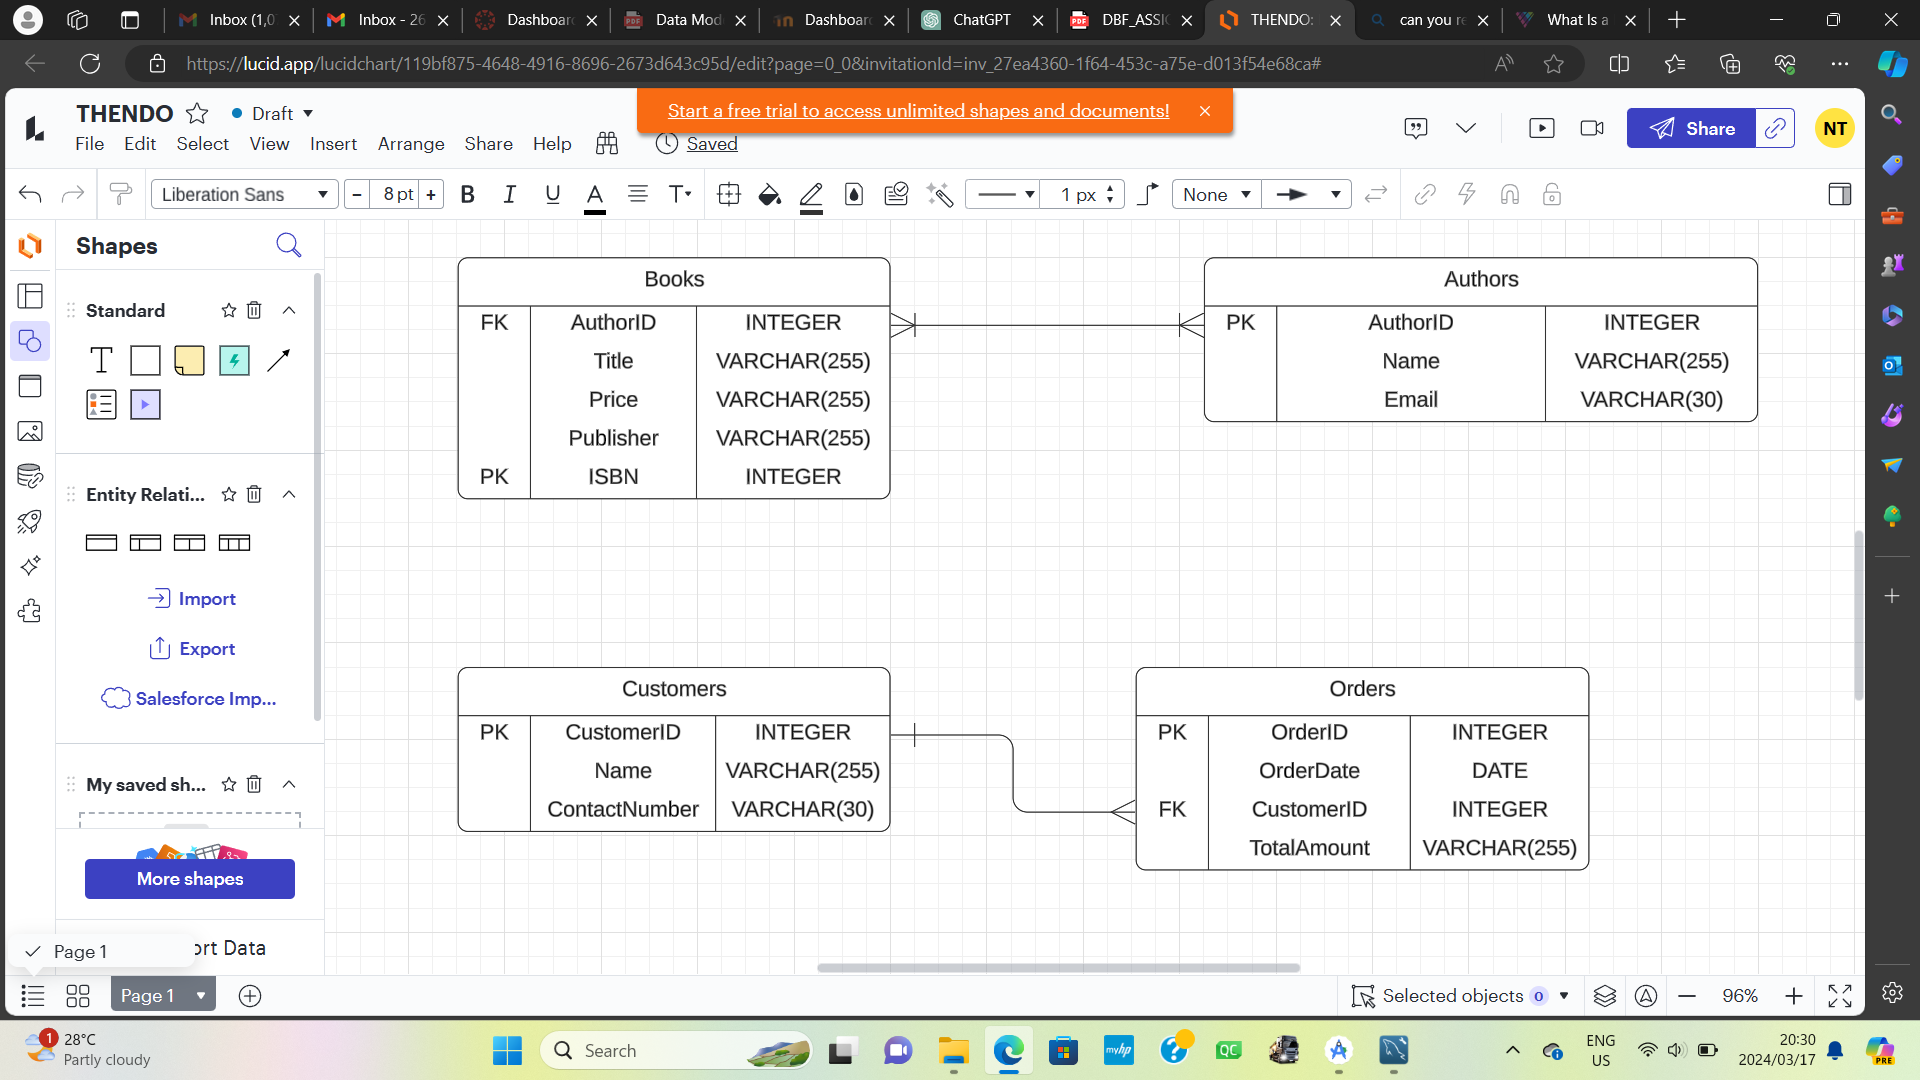 Inbox (1,0
Inbox - 26
Dashboar
Data Mod
Dashboar
ChatGPT
DBF_ASSIG
THENDO:
can you re
What Is a
https://lucid.app/lucidchart/119bf875-4648-4916-8696-2673d643c95d/edit?page=0_0&invitationId=inv_27ea4360-1f64-453c-a75e-d013f54e68ca#
THENDO
Draft
Start a free trial to access unlimited shapes and documents!
Share
NT
File Edit Select View Insert Arrange Share Help
Saved
Liberation Sans
8 pt
B I U A T
1 px
None
Shapes
Standard
T
Entity Relati...
Import
Export
Salesforce Imp...
My saved sh...
More shapes
ort Data
Page 1
Books
FK AuthorID INTEGER
Title VARCHAR(255)
Price VARCHAR(255)
Publisher VARCHAR(255)
PK ISBN INTEGER
Authors
PK AuthorID INTEGER
Name VARCHAR(255)
Email VARCHAR(30)
Customers
PK CustomerID INTEGER
Name VARCHAR(255)
ContactNumber VARCHAR(30)
Orders
PK OrderID INTEGER
OrderDate DATE
FK CustomerID INTEGER
TotalAmount VARCHAR(255)
Page 1
Selected objects 0
96%
1
28°C
Partly cloudy
Search
myhp
QC
ENG
US
20:30
2024/03/17
PRE